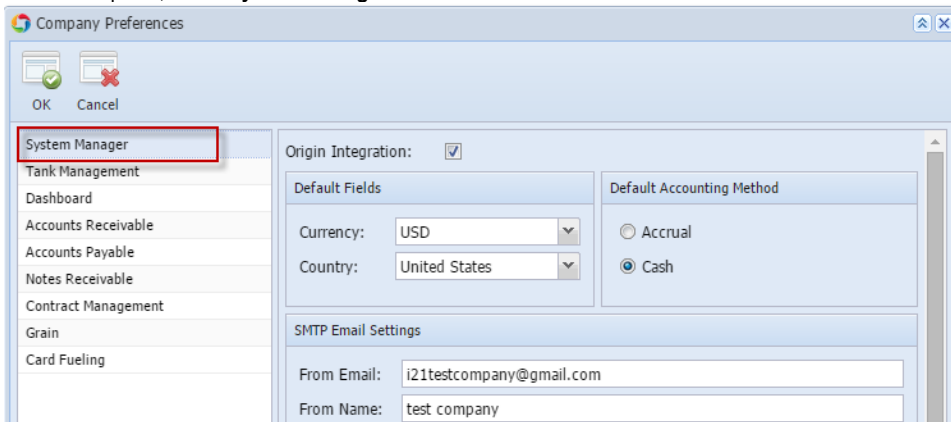 Company Preferences
OK Cancel
System Manager
Tank Management
Dashboard
Accounts Receivable
Accounts Payable
Notes Receivable
Contract Management
Grain
Card Fueling
Origin Integration:
Default Fields
Currency: USD
Country: United States
Default Accounting Method
Accrual
Cash
SMTP Email Settings
From Email: i21testcompany@gmail.com
From Name: test company